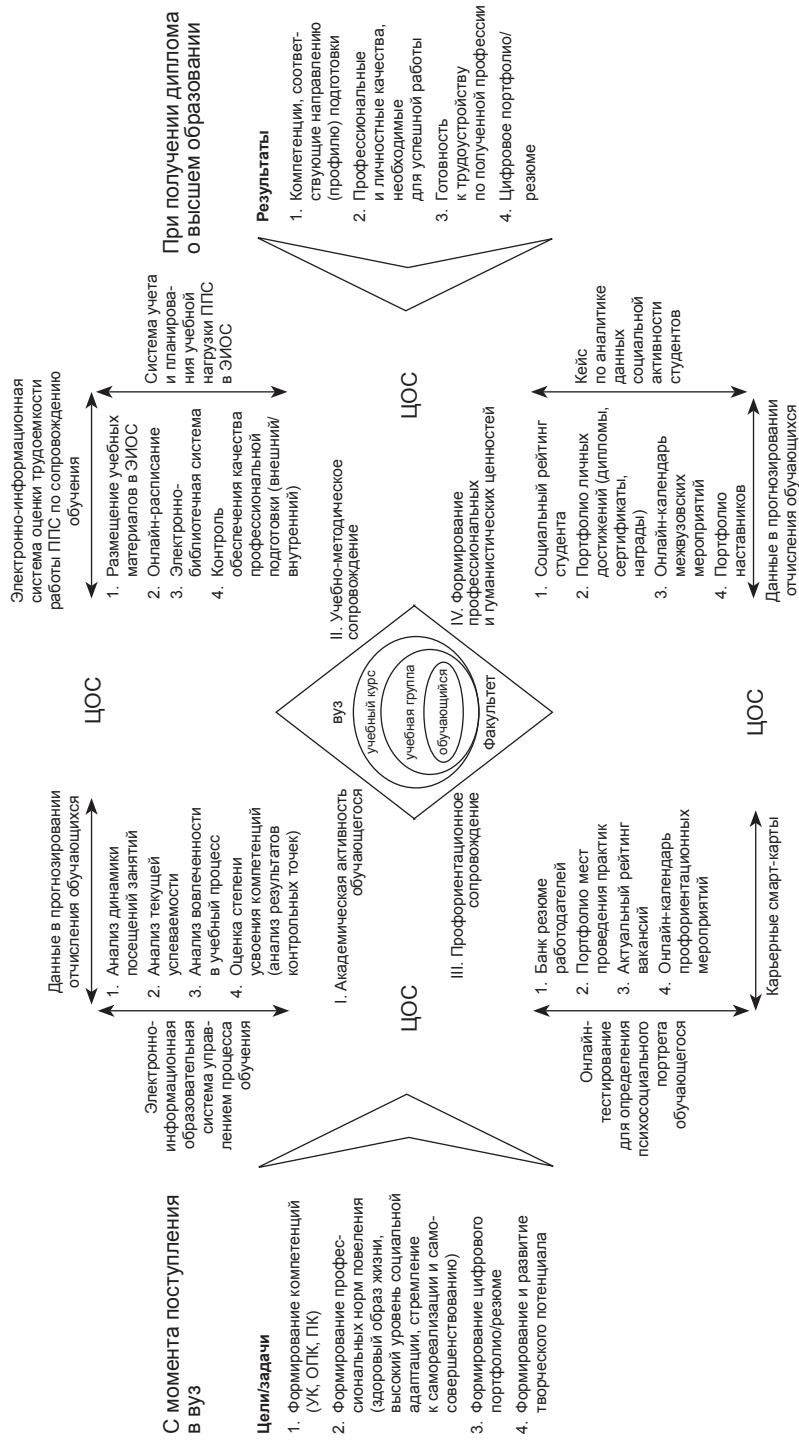 С момента поступления
в вуз
Цели/задачи
1. Формирование компетенций
(УК, ОПК, ПК)
2. Формирование профес-
сиональных норм повеления
(здоровый образ жизни,
высокий уровень социальной
адаптации, стремление
к самореализации и само-
совершенствованию)
3. Формирование цифрового
портфолио/резюме
4. Формирование и развитие
творческого потенциала
Данные в прогнозировании
отчисления обучающихся
Электронно-
информационная
образовательная
система управ-
лением процесса
обучения
1. Анализ динамики
посещений занятий
2. Анализ текущей
успеваемости
3. Анализ вовлеченности
в учебный процесс
4. Оценка степени
усвоения компетенций
(анализ результатов
контрольных точек)
I. Академическая активность
обучающегося
ЦОС
III. Профориентационное
сопровождение
Онлайн-
тестирование
для определения
психосоциального
портрета
обучающегося
1. Банк резюме
работодателей
2. Портфолио мест
проведения практик
3. Актуальный рейтинг
вакансий
4. Онлайн-календарь
профориентационных
мероприятий
Карьерные смарт-карты
ЦОС
вуз
учебный курс
учебная группа
обучающийся
Факультет
ЦОС
Электронно-информационная
система оценки трудоемкости
работы ППС по сопровождению
обучения
1. Размещение учебных
материалов в ЭИОС
2. Онлайн-расписание
3. Электронно-
библиотечная система
4. Контроль
обеспечения качества
профессиональной
подготовки (внешний/
внутренний)
Система учета
и планирова-
ния учебной
нагрузки ППС
в ЭИОС
II. Учебно-методическое
сопровождение
ЦОС
IV. Формирование
профессиональных
и гуманистических ценностей
1. Социальный рейтинг
студента
2. Портфолио личных
достижений (дипломы,
сертификаты,
награды)
3. Онлайн-календарь
межвузовских
мероприятий
4. Портфолио
наставников
Кейс
по аналитике
данных
социальной
активности
студентов
Данные в прогнозировании
отчисления обучающихся
При получении диплома
о высшем образовании
Результаты
1. Компетенции, соответ-
ствующие направлению
(профилю) подготовки
2. Профессиональные
и личностные качества,
необходимые
для успешной работы
3. Готовность
к трудоустройству
по полученной профессии
4. Цифровое портфолио/
резюме